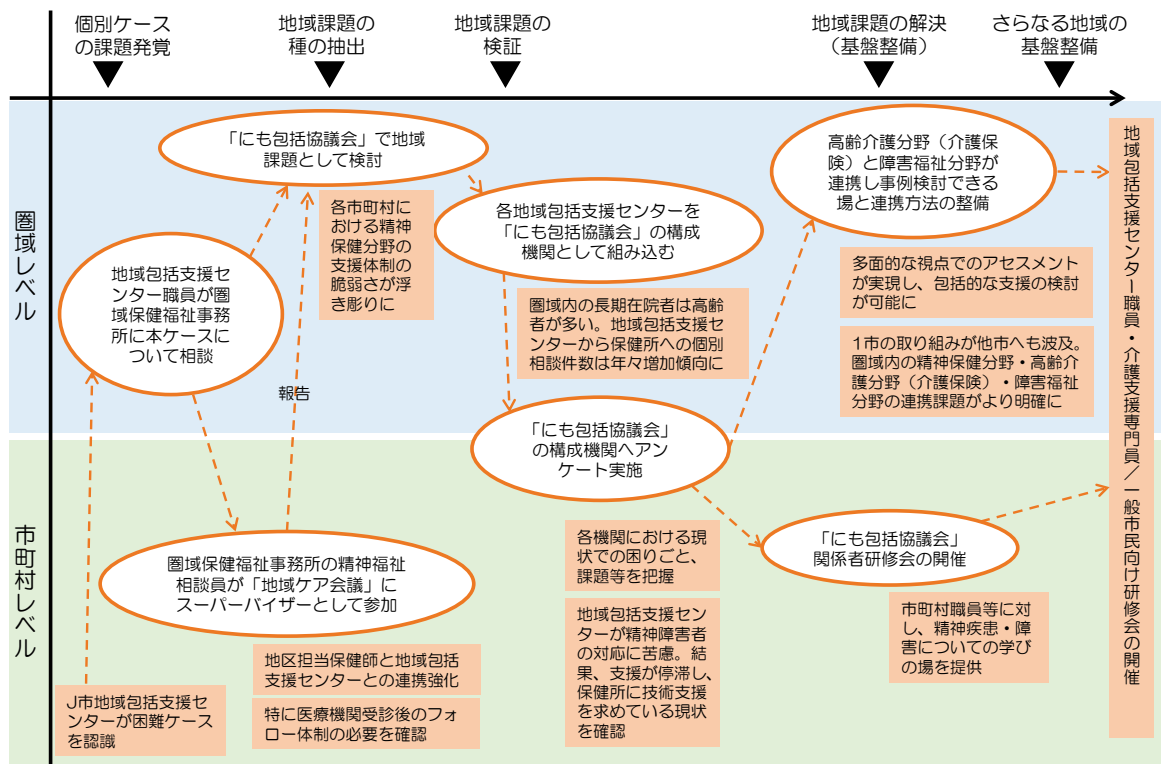 個別ケース
の課題発覚
地域課題の
種の抽出
地域課題の
検証
地域課題の解決
(基盤整備)
さらなる地域の
基盤整備
圏域レベル
市町村レベル
「にも包括協議会」で地域
課題として検討
各市町村に
おける精神
保健分野の
支援体制の
脆弱さが浮
き彫りに
地域包括支援セ
ンター職員が圏
域保健福祉事務
所に本ケースに
ついて相談
報告
各地域包括支援センターを
「にも包括協議会」の構成
機関として組み込む
圏域内の長期在院者は高齢
者が多い。地域包括支援セ
ンターから保健所への個別
相談件数は年々増加傾向に
「にも包括協議会」
の構成機関へアン
ケート実施
高齢介護分野(介護保
険)と障害福祉分野が
連携し事例検討できる
場と連携方法の整備
多面的な視点でのアセスメント
が実現し、包括的な支援の検討
が可能に
1市の取り組みが他市へも波及。
圏域内の精神保健分野・高齢介
護分野(介護保険)・障害福祉
分野の連携課題がより明確に
圏域保健福祉事務所の精神福祉
相談員が「地域ケア会議」に
スーパーバイザーとして参加
地区担当保健師と地域包括
支援センターとの連携強化
特に医療機関受診後のフォ
ロー体制の必要を確認
J市地域包括支援セ
ンターが困難ケース
を認識
各機関における現
状での困りごと、
課題等を把握
地域包括支援セン
ターが精神障害者
の対応に苦慮。結
果、支援が停滞し、
保健所に技術支援
を求めている現状
を確認
「にも包括協議会」
関係者研修会の開催
市町村職員等に対
し、精神疾患・障
害についての学び
の場を提供
地域包括支援センター職員・介護支援専門員/一般市民向け研修会の開催